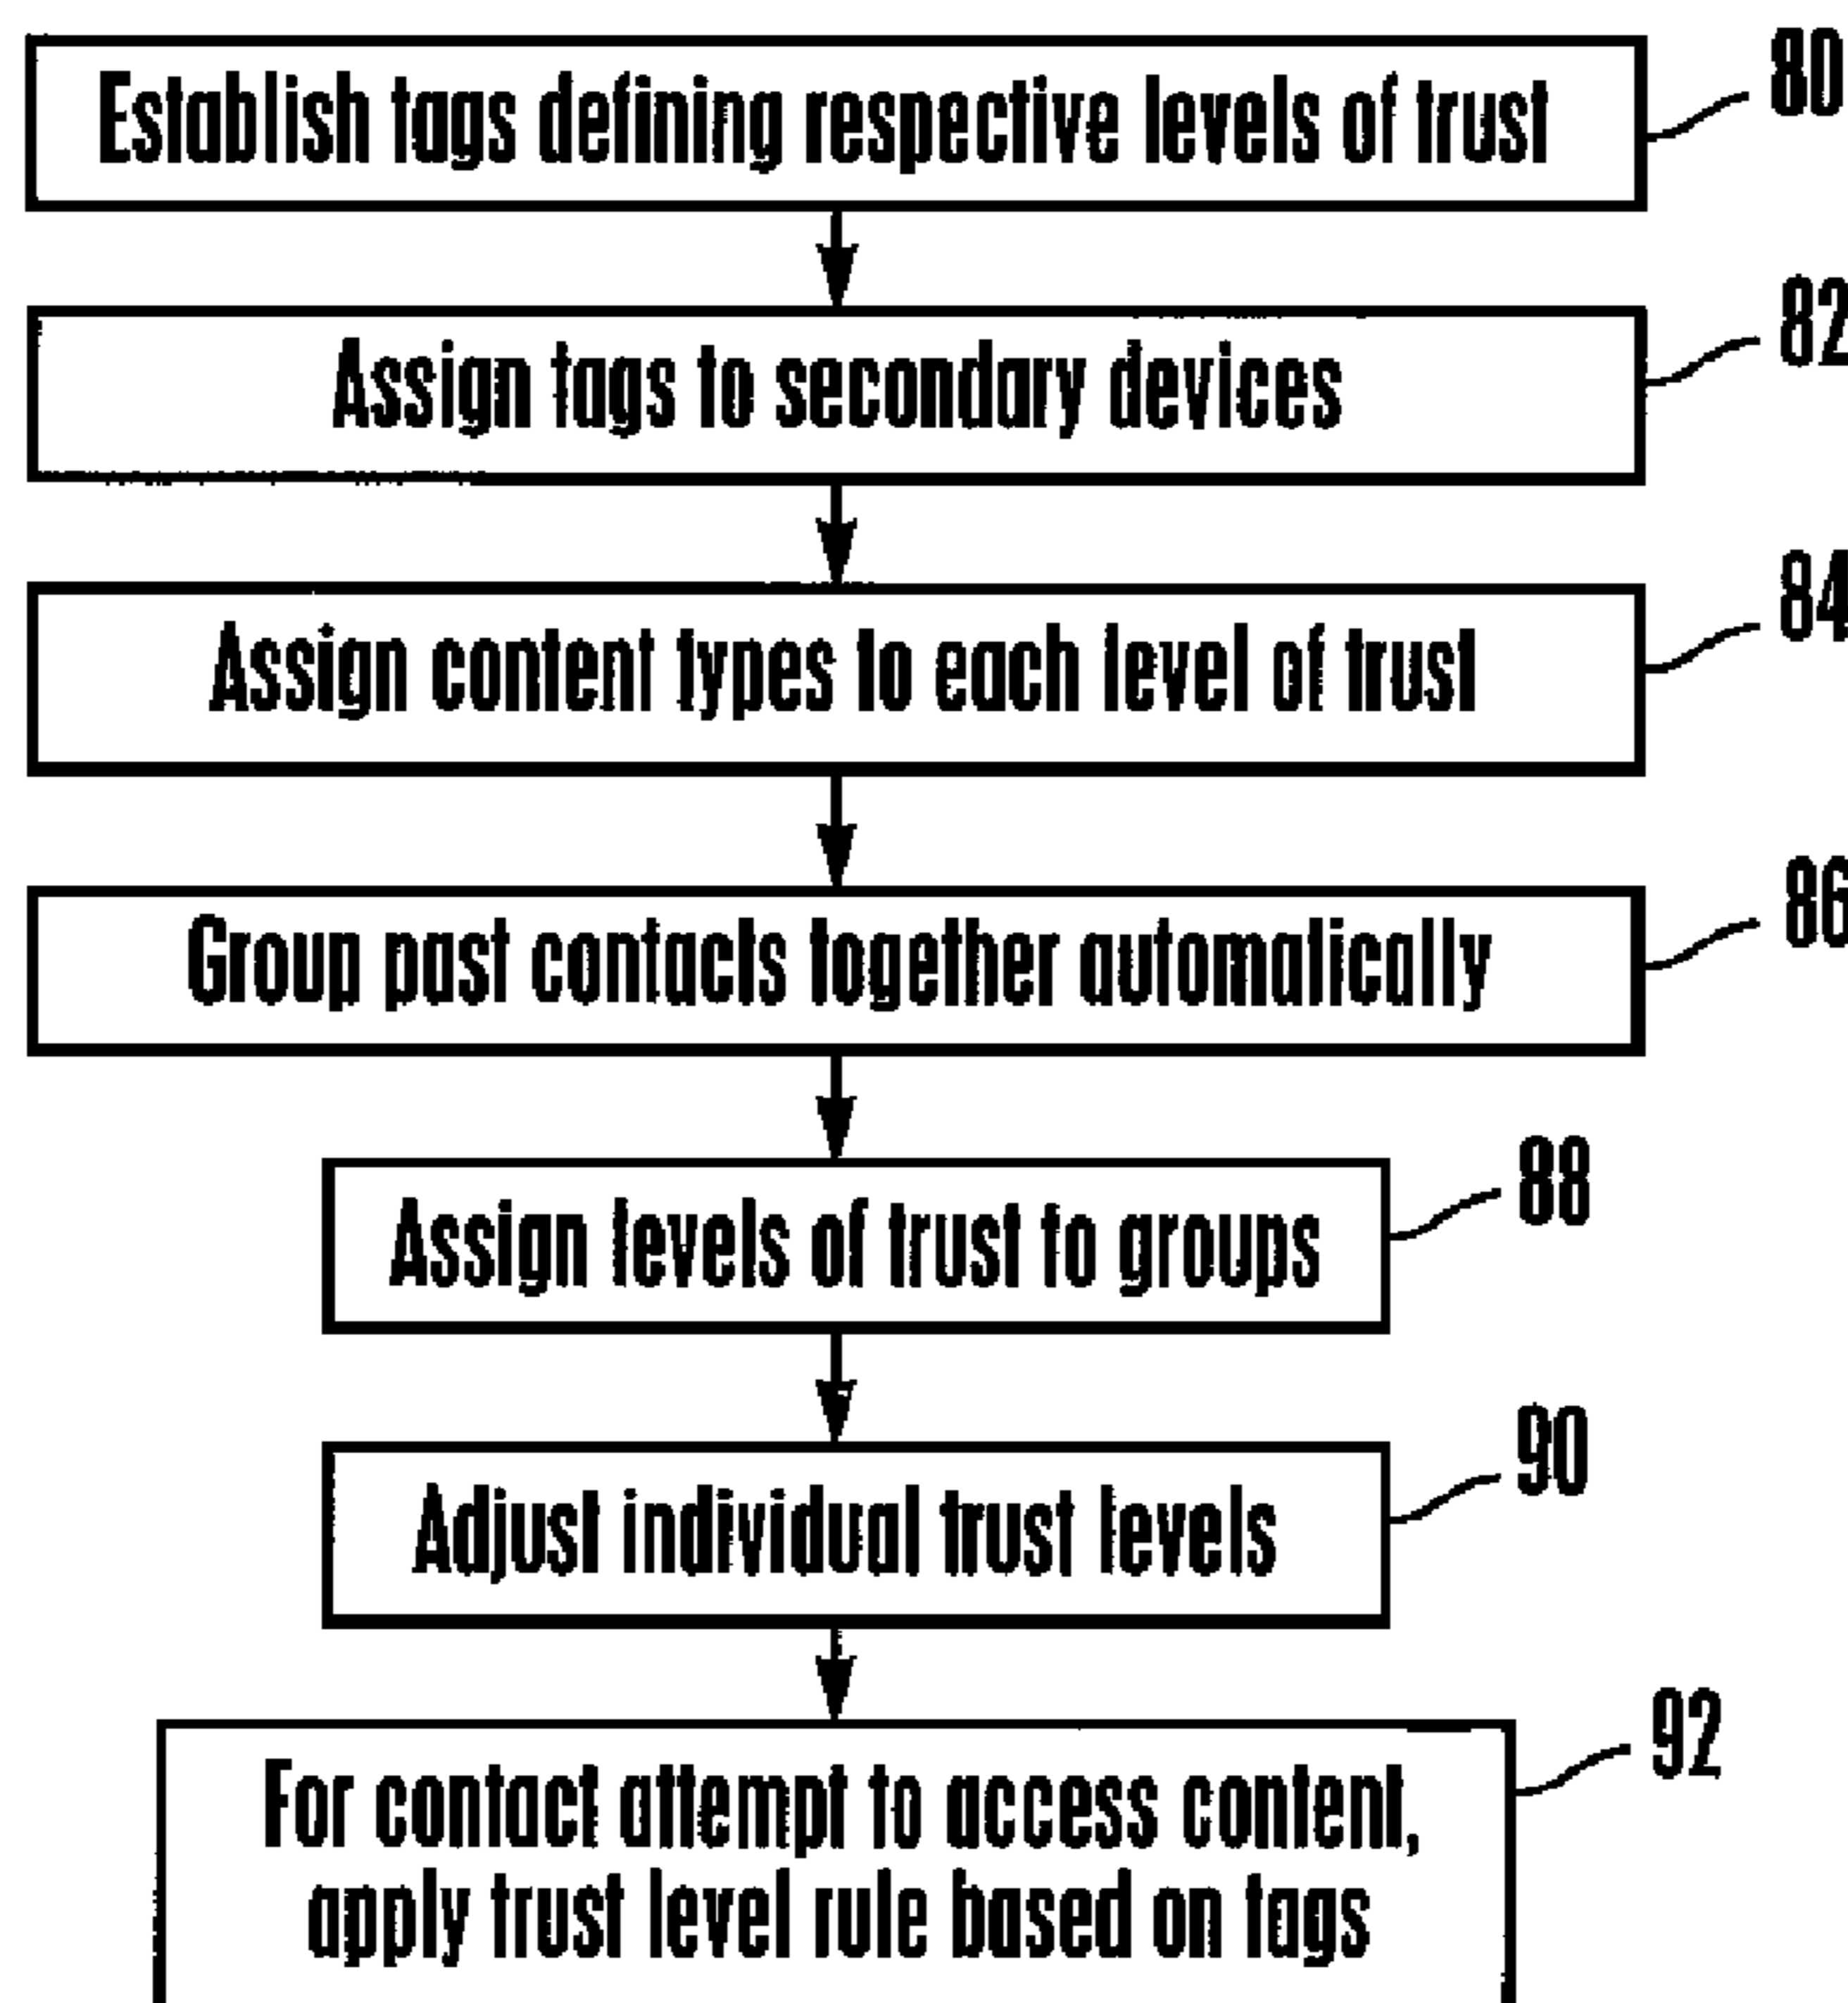 Establish tags defining respective levels of trust
80
Assign tags to secondary devices
82
Assign content types to each level of trust
84
Group past contacts together automatically
86
Assign levels of trust to groups
88
Adjust individual trust levels
90
For contact attempt to access content,
apply trust level rule based on tags
92